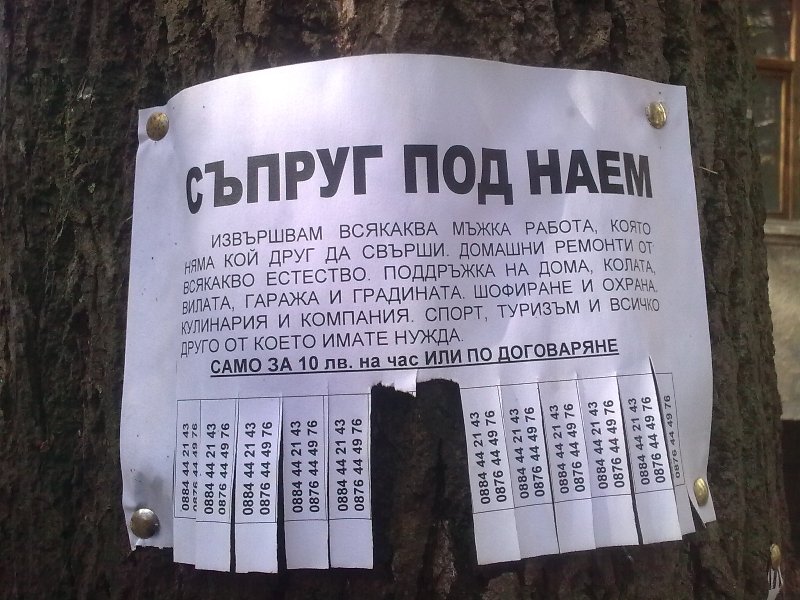 СЪПРУГ ПОД НАЕМ
ИЗВЪРШВАМ ВСЯКАКВА МЪЖКА РАБОТА, КОЯТО
НЯМА КОЙ ДРУГ ДА СВЪРШИ. ДОМАШНИ РЕМОНТИ ОТ
ВСЯКАКВО ЕСТЕСТВО. ПОДДРЪЖКА НА ДОМА, КОЛАТА,
ВИЛАТА, ГАРАЖА И ГРАДИНАТА. ШОФИРАНЕ И ОХРАНА.
КУЛИНАРИЯ И КОМПАНИЯ. СПОРТ, ТУРИЗЪМ И ВСИЧКО
ДРУГО ОТ КОЕТО ИМАТЕ НУЖДА.
САМО ЗА 10 лв. на час ИЛИ ПО ДОГОВАРЯНЕ
0884 44 21 43
0876 44 49 76
0884 44 21 43
0876 44 49 76
0884 44 21 43
0876 44 49 76
0884 44 21 43
0876 44 49 76
0884 44 21 43
0876 44 49 76
0884 44 21 43
0876 44 49 76
0884 44 21 43
0876 44 49 76
0884 44 21 43
0876 44 49 76
0884 44 21 43
0876 44 49 76
0884 44 21 43
0876 44 49 76
0876 44 49 76